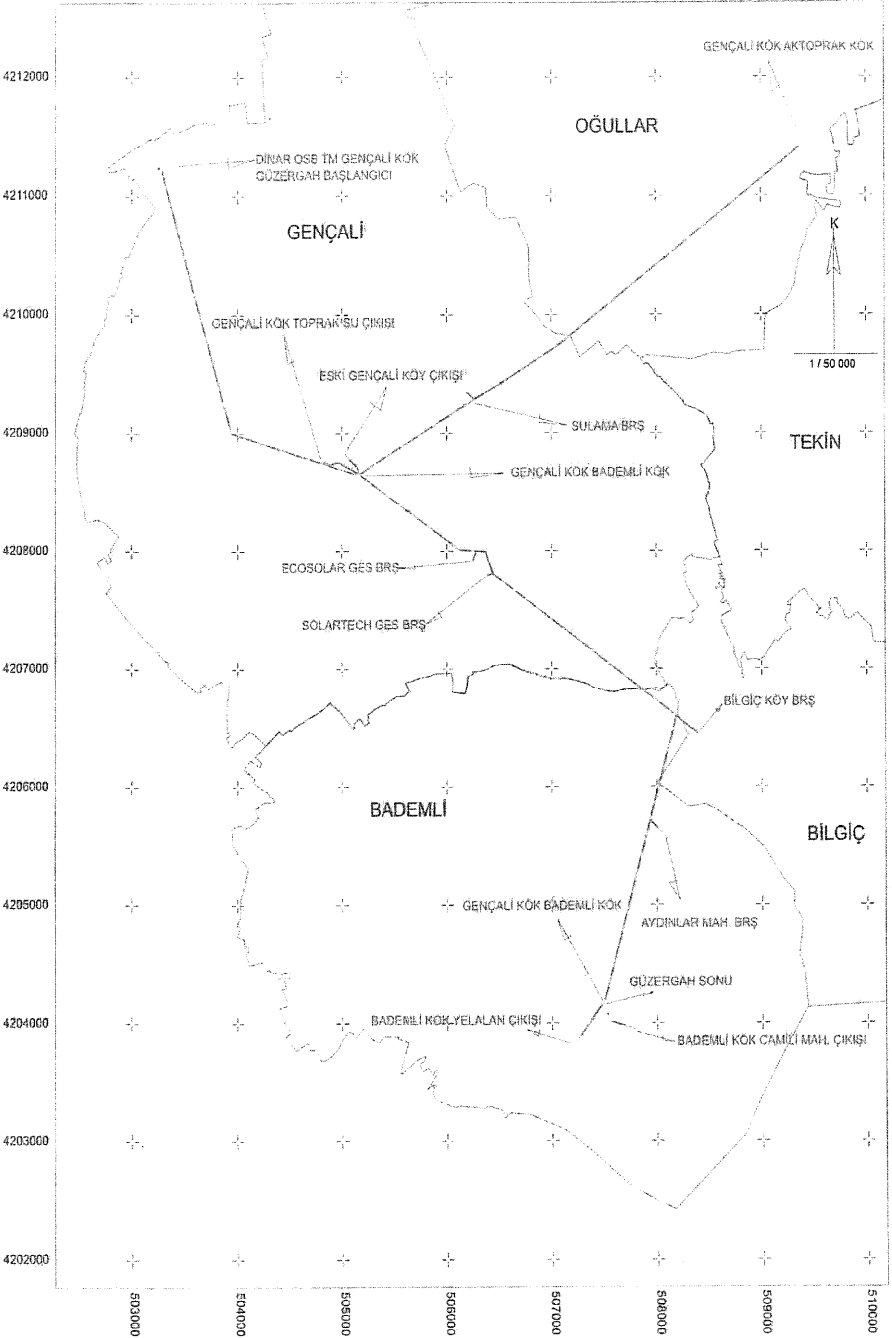 GENÇALİ KÖK AKTOPRAK KÖK
4212000
OĞULLAR
DİNAR OSB TM GENÇALİ KÖK
GÜZERGAH BAŞLANGICI
4211000
GENÇALİ
K
4210000
GENÇALİ KÖK TOPRAK SU ÇIKIŞI
1 / 50 000
ESKİ GENÇALİ KÖY ÇIKIŞI
4209000
SULAMA BRŞ
TEKİN
GENÇALİ KÖK BADEMLİ KÖK
4208000
ECOSOLAR GES BRŞ
SOLARTECH GES BRŞ
4207000
BİLGİÇ KÖY BRŞ
4206000
BADEMLİ
BİLGİÇ
4205000
GENÇALİ KÖK BADEMLİ KÖK
AYDINLAR MAH. BRŞ
GÜZERGAH SONU
4204000
BADEMLİ KÖK YELALAN ÇIKIŞI
BADEMLİ KÖK CAMİLİ MAH. ÇIKIŞI
4203000
4202000
503000
504000
505000
506000
507000
508000
509000
510000